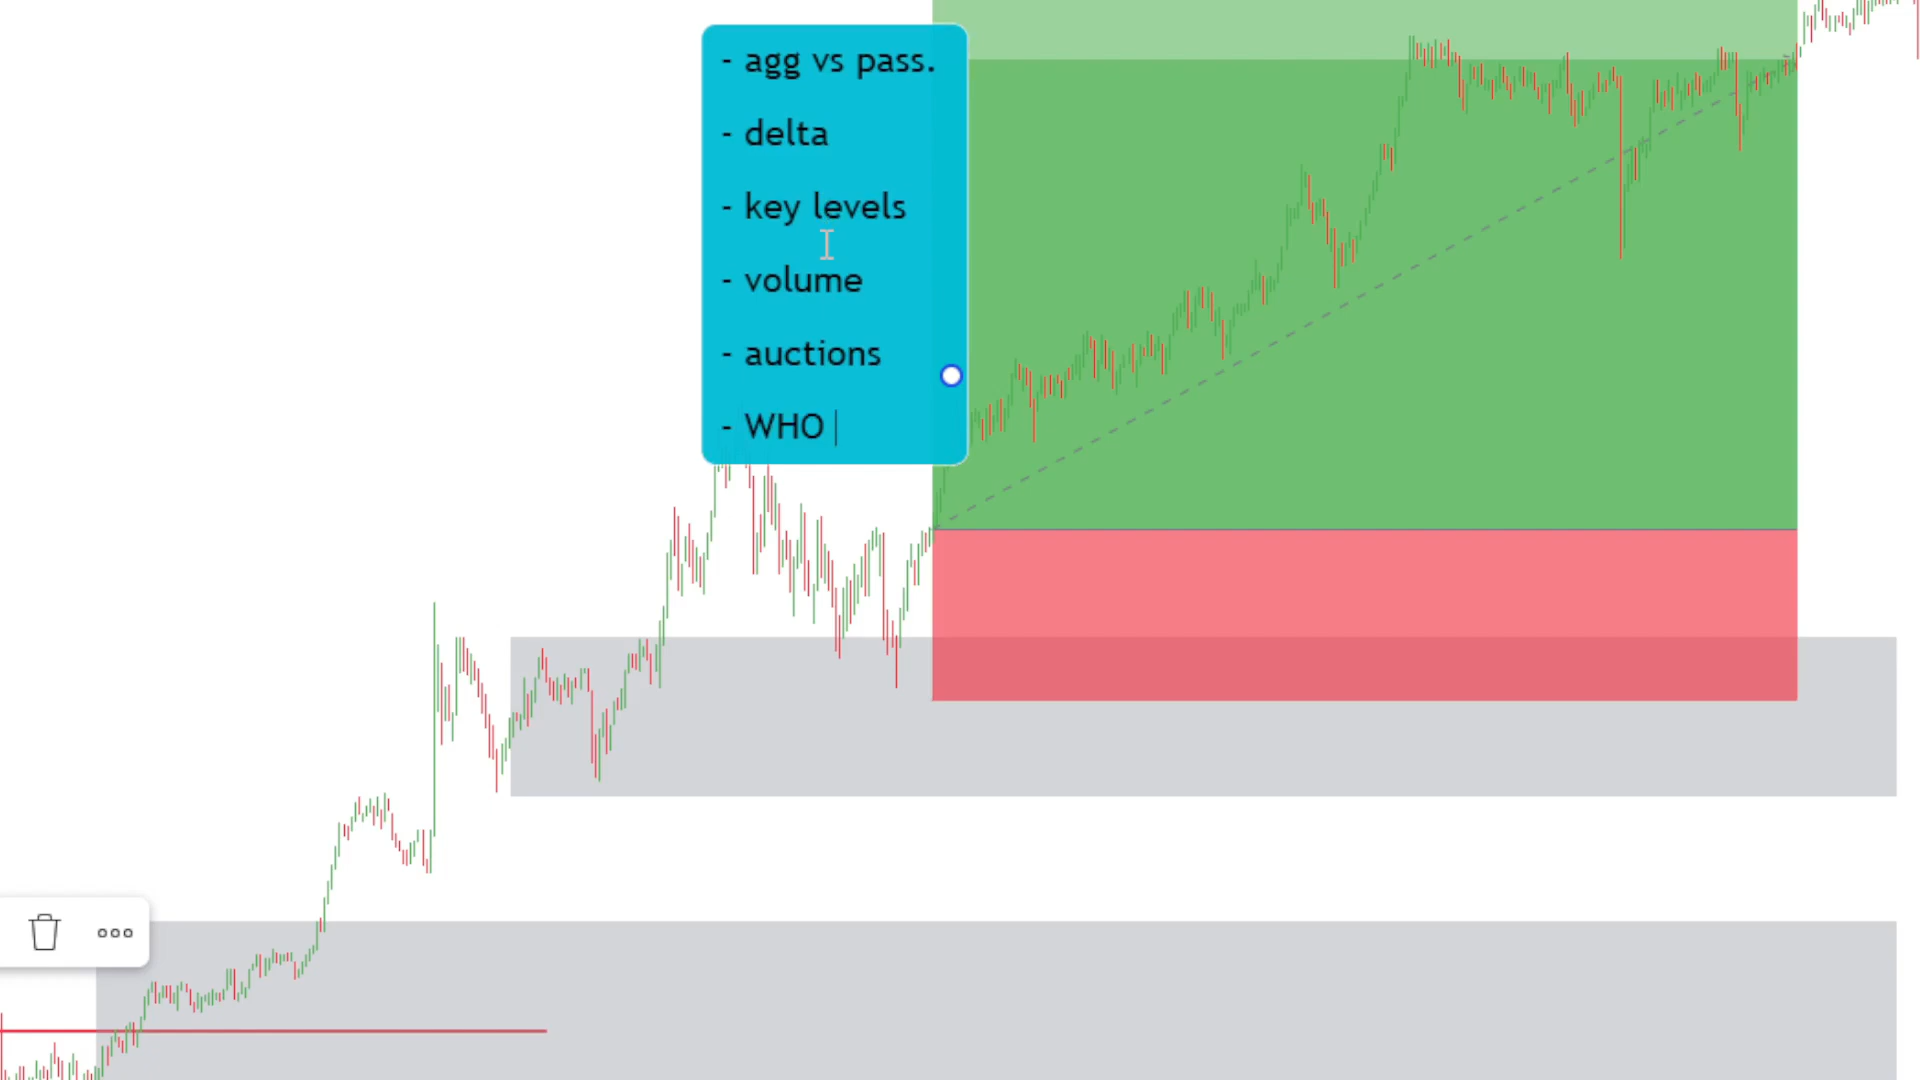 - agg vs pass.
- delta
- key levels
- volume
- auctions
- WHO